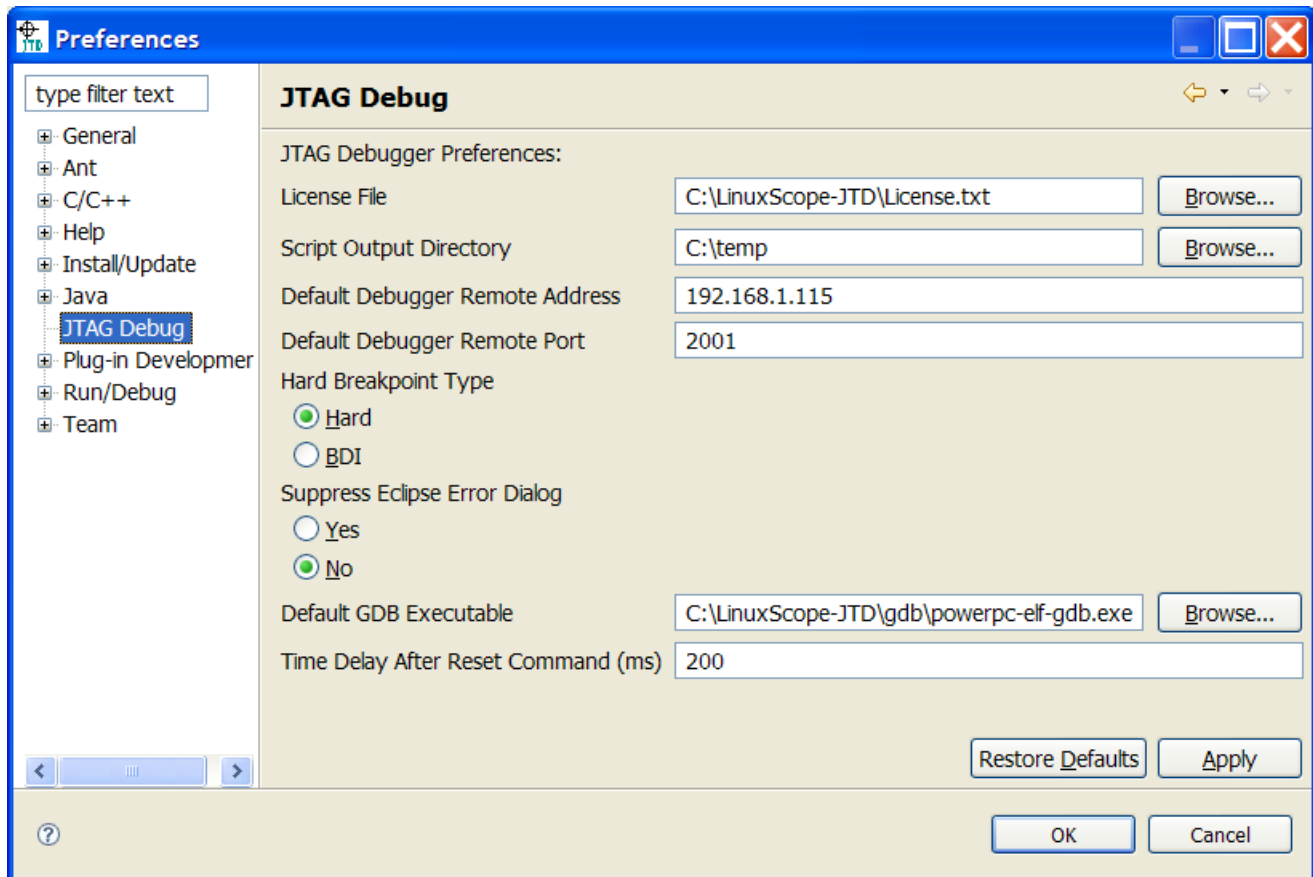 JTD Preferences
type filter text
General
Ant
C/C++
Help
Install/Update
Java
JTAG Debug
Plug-in Developmer
Run/Debug
Team
JTAG Debug
JTAG Debugger Preferences:
License File C:\LinuxScope-JTD\License.txt Browse...
Script Output Directory C:\temp Browse...
Default Debugger Remote Address 192.168.1.115
Default Debugger Remote Port 2001
Hard Breakpoint Type
Hard
BDI
Suppress Eclipse Error Dialog
Yes
No
Default GDB Executable C:\LinuxScope-JTD\gdb\powerpc-elf-gdb.exe Browse...
Time Delay After Reset Command (ms) 200
Restore Defaults Apply
? OK Cancel